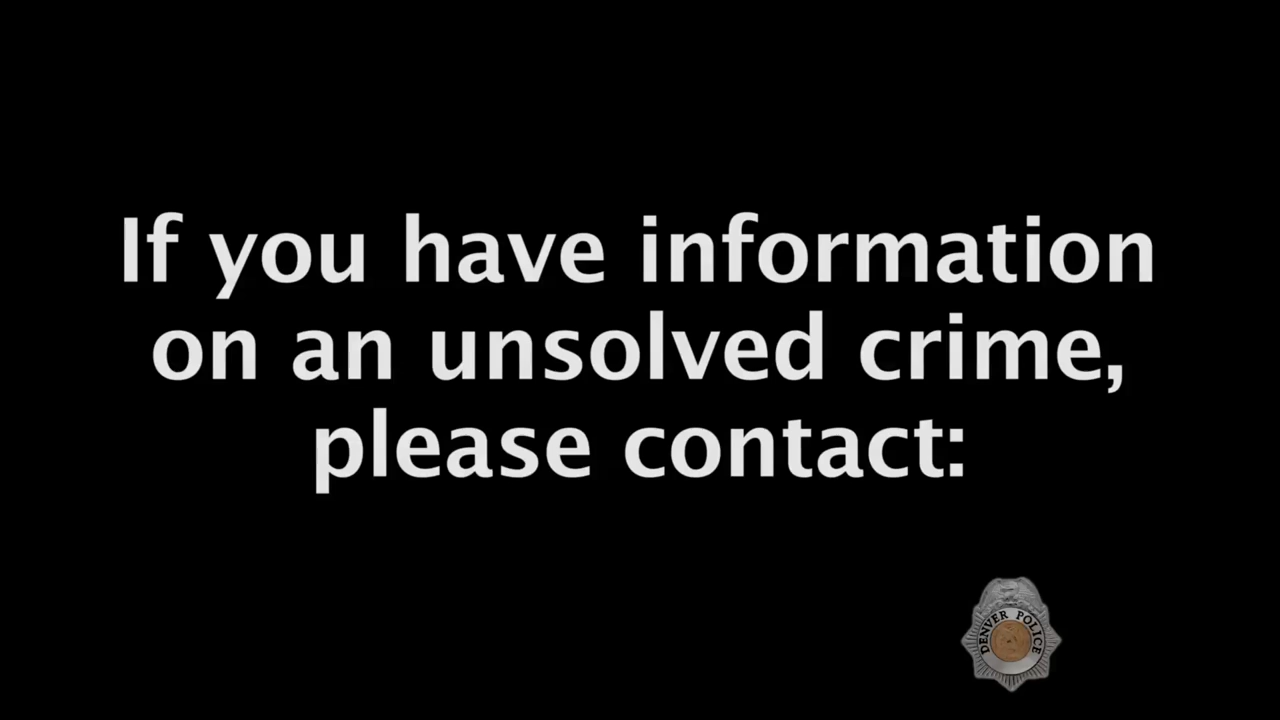 If you have information
on an unsolved crime,
please contact:
DENVER POLICE